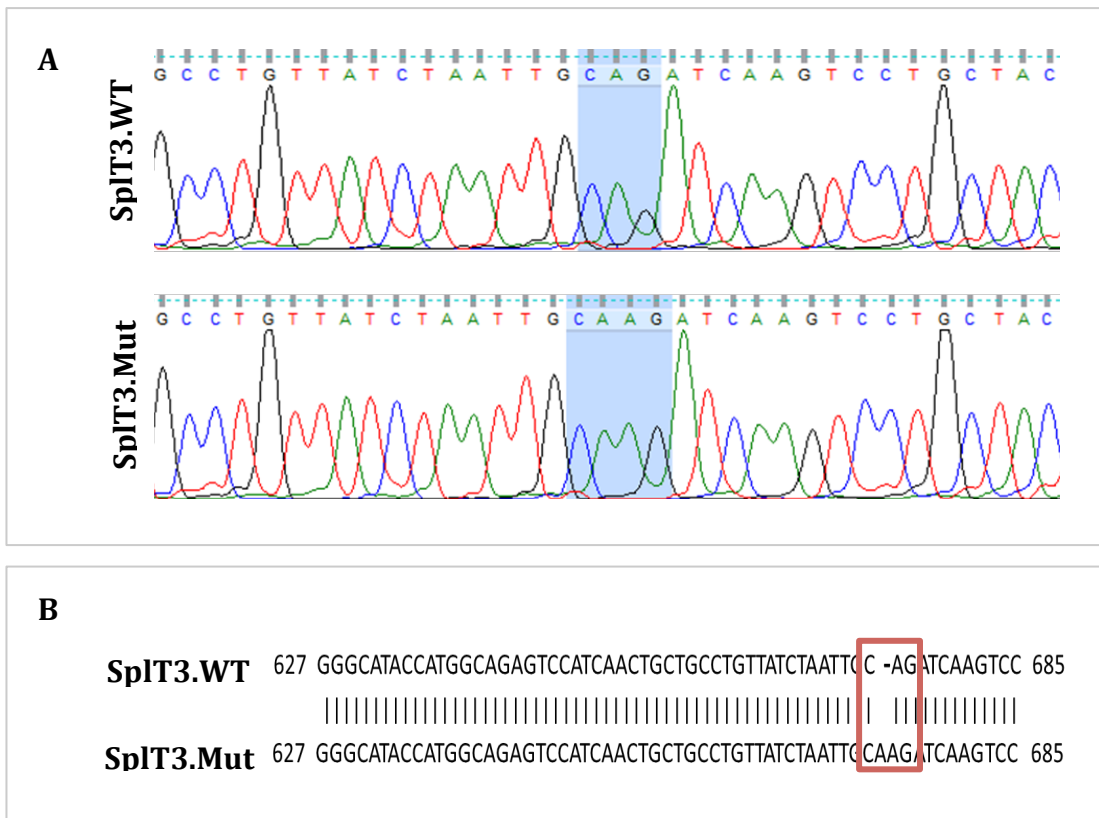 A
SplT3.WT
G C C T G T T A T C T A A T T G C A G A T C A A G T C C T G C T A C
SplT3.Mut
G C C T G T T A T C T A A T T G C A A G A T C A A G T C C T G C T A C
B
SplT3.WT 627 GGGCATACCATGGCAGAGTCCATCAACTGCTGCCTGTTATCTAATTGC -AGATCAAGTCC 685
SplT3.Mut 627 GGGCATACCATGGCAGAGTCCATCAACTGCTGCCTGTTATCTAATTGCAAGATCAAGTCC 685